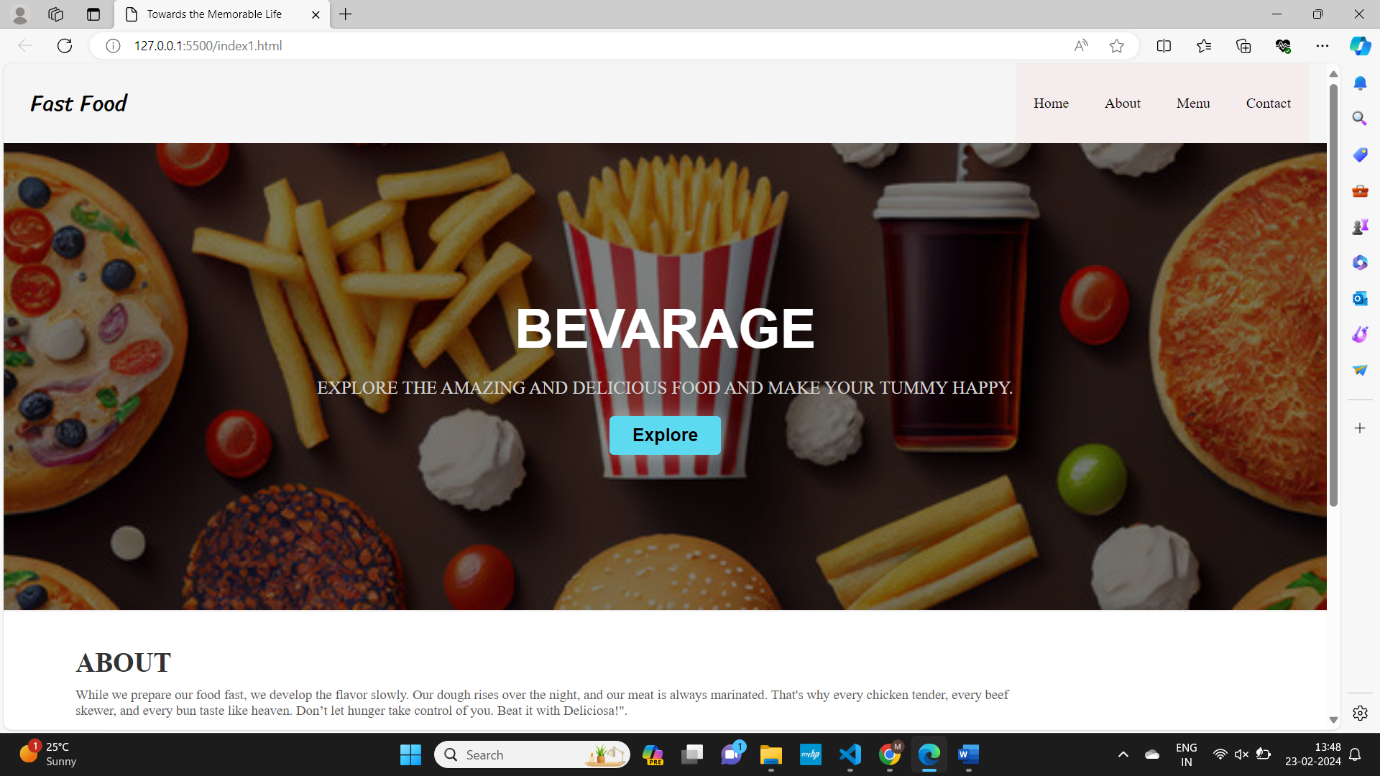 Towards the Memorable Life
127.0.0.1:5500/index1.html
Fast Food
Home About Menu Contact
BEVARAGE
EXPLORE THE AMAZING AND DELICIOUS FOOD AND MAKE YOUR TUMMY HAPPY.
Explore
ABOUT
While we prepare our food fast, we develop the flavor slowly. Our dough rises over the night, and our meat is always marinated. That's why every chicken tender, every beef
skewer, and every bun taste like heaven. Don’t let hunger take control of you. Beat it with Deliciosa!".
1
25°C
Sunny
Search
PRE
1
myhp
M
W
ENG
IN
13:48
23-02-2024